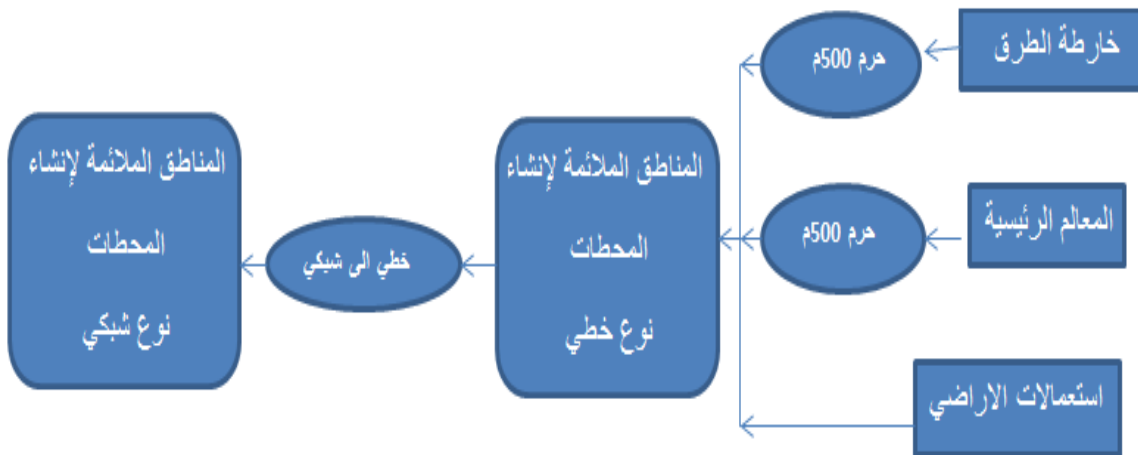 خارطة الطرق
حرم 500م
المعالم الرئيسية
حرم 500م
استعمالات الاراضي
المناطق الملائمة لإنشاء
المحطات
نوع خطي
خطي الى شبكي
المناطق الملائمة لإنشاء
المحطات
نوع شبكي